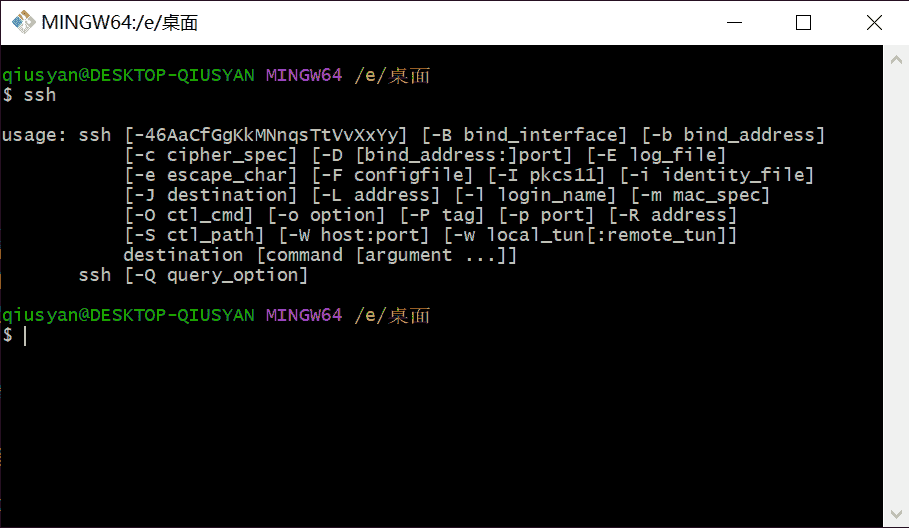 MINGW64:/e/桌面
qiusyan@DESKTOP-QIUSYAN MINGW64 /e/桌面
$ ssh
usage: ssh [-46AaCfGgKkMNnqsTtVvXxYy] [-B bind_interface] [-b bind_address]
           [-c cipher_spec] [-D [bind_address:]port] [-E log_file]
           [-e escape_char] [-F configfile] [-I pkcs11] [-i identity_file]
           [-J destination] [-L address] [-l login_name] [-m mac_spec]
           [-O ctl_cmd] [-o option] [-P tag] [-p port] [-R address]
           [-S ctl_path] [-W host:port] [-w local_tun[:remote_tun]]
           destination [command [argument ...]]
       ssh [-Q query_option]
qiusyan@DESKTOP-QIUSYAN MINGW64 /e/桌面
$